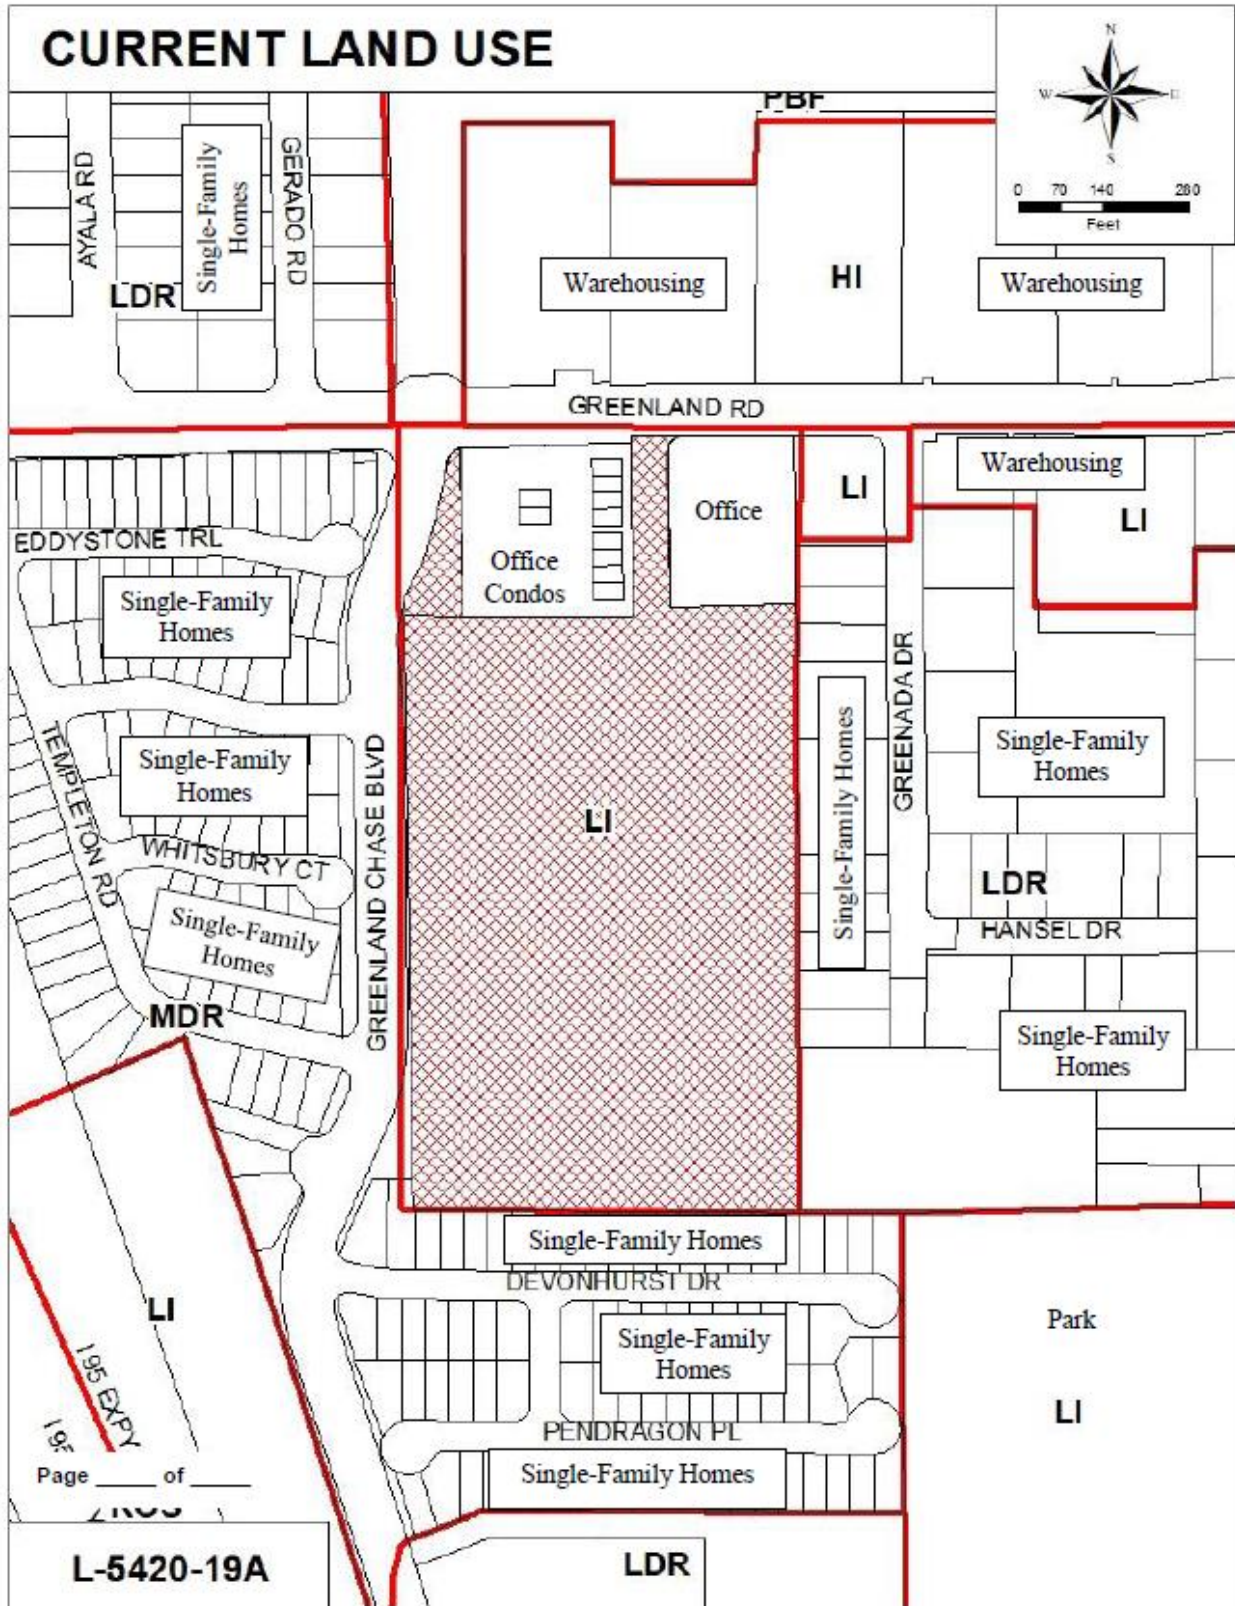 CURRENT LAND USE
N
W
E
S
0 70 140 280
Feet
PBF
AYALA RD
Single-Family
Homes
GERADO RD
LDR
Warehousing
HI
Warehousing
GREENLAND RD
Warehousing
LI
LI
Office
Office
Condos
EDDYSTONE TRL
Single-Family
Homes
GREENADA DR
TEMPLETON RD
Single-Family
Homes
GREENLAND CHASE BLVD
LI
Single-Family Homes
Single-Family
Homes
WHITSBURY CT
LDR
Single-Family
Homes
HANSEL DR
MDR
Single-Family
Homes
Single-Family Homes
DEVONHURST DR
LI
Single-Family
Homes
Park
I 95 EXPY
LI
I 95
PENDRAGON PL
Page _____ of _____
Single-Family Homes
L-5420-19A
LDR